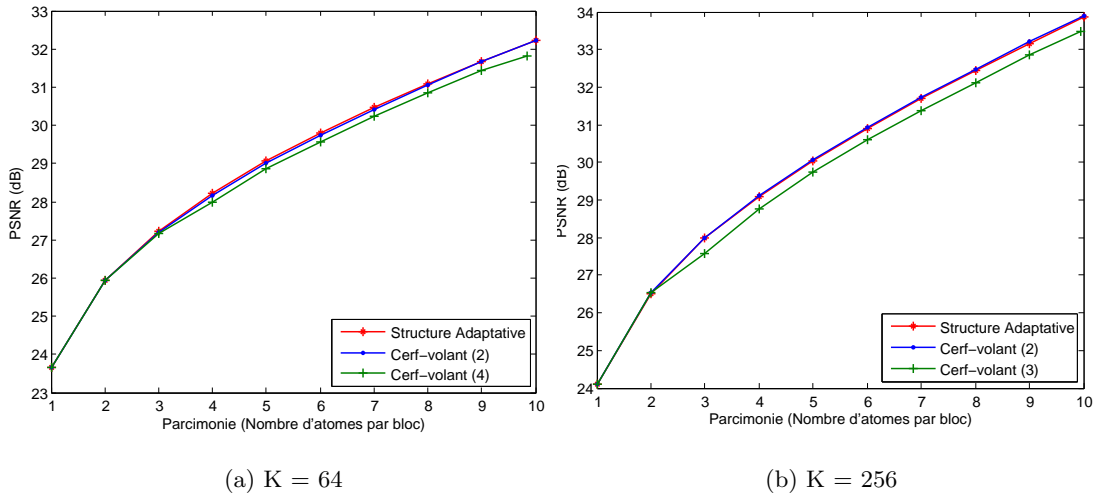 33
32
31
30
29
28
27
26
25
24
23
PSNR (dB)
1 2 3 4 5 6 7 8 9 10
Parcimonie (Nombre d'atomes par bloc)
Structure Adaptative
Cerf-volant (2)
Cerf-volant (4)
(a) K = 64
34
33
32
31
30
29
28
27
26
25
24
PSNR (dB)
1 2 3 4 5 6 7 8 9 10
Parcimonie (Nombre d'atomes par bloc)
Structure Adaptative
Cerf-volant (2)
Cerf-volant (3)
(b) K = 256